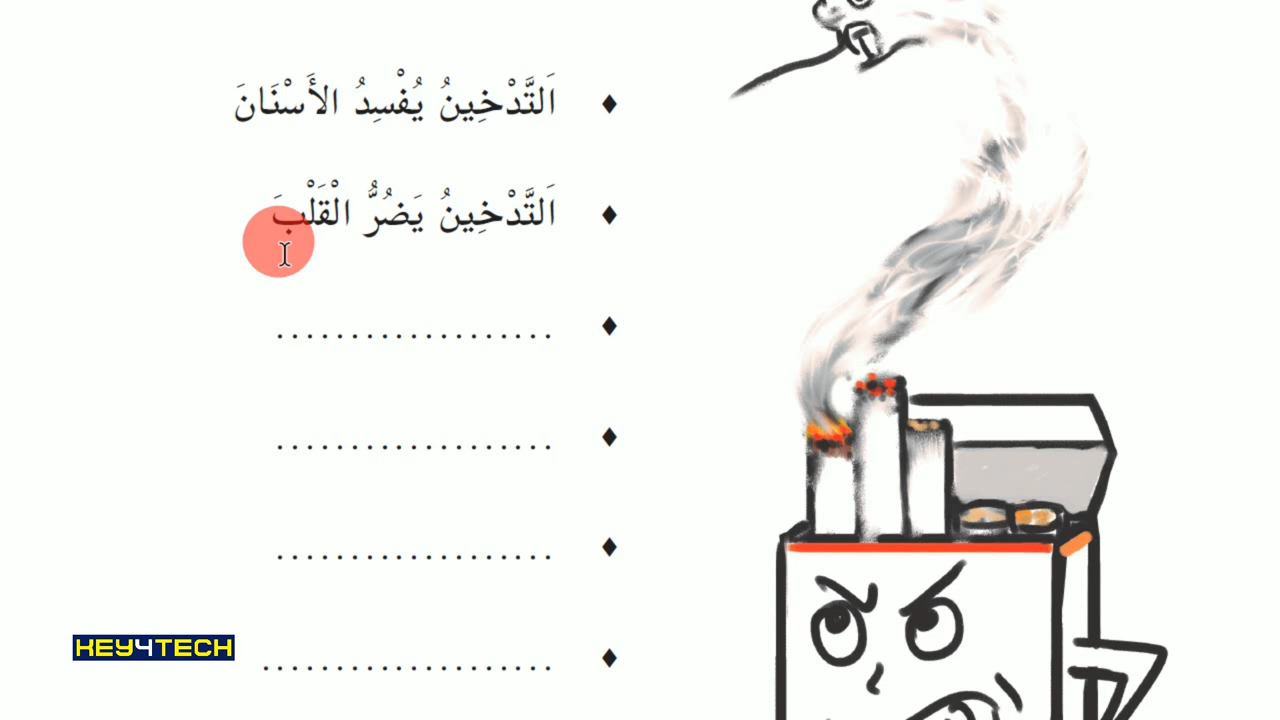 ♦ اَلتَّدْخِينُ يُفْسِدُ الأَسْنَانَ
♦ اَلتَّدْخِينُ يَضُرُّ الْقَلْبَ
♦ ...................
♦ ...................
♦ ...................
♦ ....................
KEY4TECH